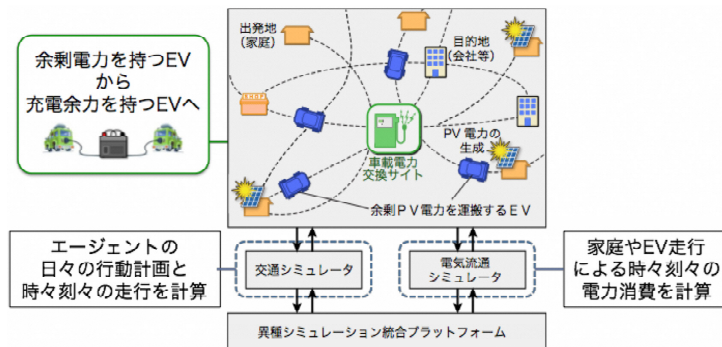 出発地
(家庭)
目的地
(会社等)
余剰電力を持つEV
から
充電余力を持つEVへ
SHOP
PV電力の
生成
車載電力
交換サイト
余剰PV電力を運搬するEV
エージェントの
日々の行動計画と
時々刻々の走行を計算
交通シミュレータ
電気流通
シミュレータ
家庭やEV走行
による時々刻々の
電力消費を計算
異種シミュレーション統合プラットフォーム